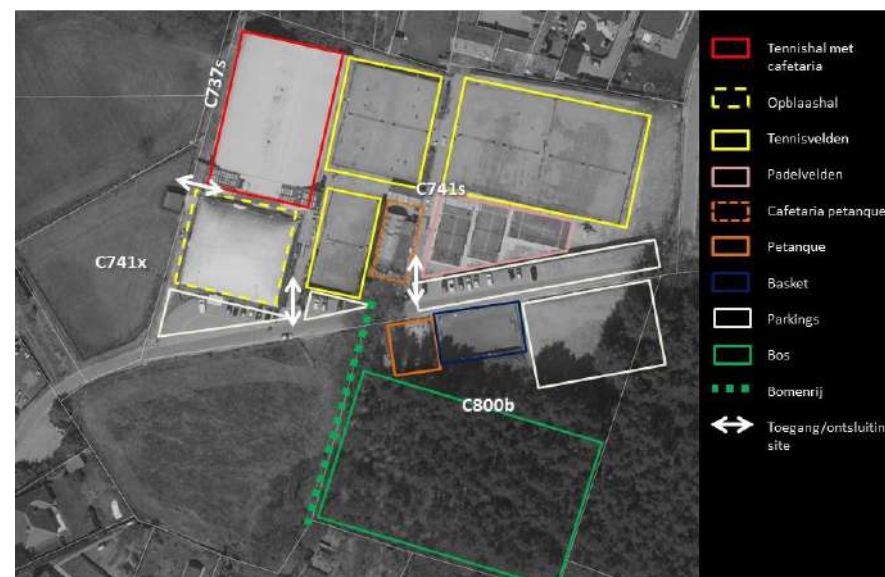 C737s
C741s
C741x
C800b
Tennishal met
cafetaria
Opblaashal
Tennisvelden
Padelvelden
Cafetaria petanque
Petanque
Basket
Parkings
Bos
Bomenrij
Toegang/ontsluitin
site